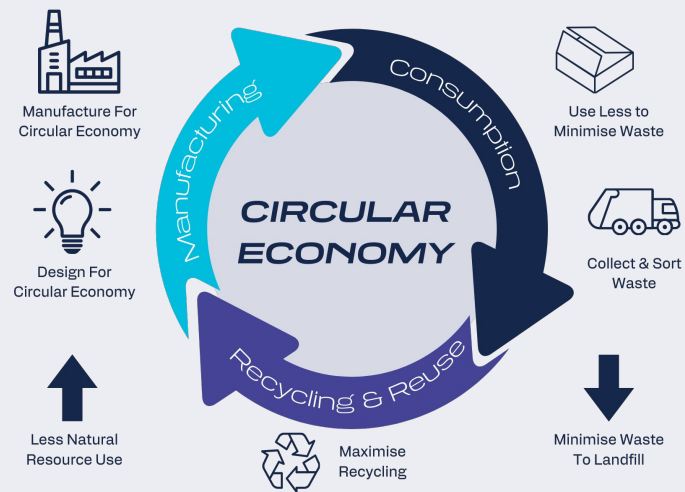 Manufacture For
Circular Economy
Design For
Circular Economy
Less Natural
Resource Use
Manufacturing
Consumption
Recycling & Reuse
CIRCULAR
ECONOMY
Use Less to
Minimise Waste
Collect & Sort
Waste
Minimise Waste
To Landfill
Maximise
Recycling